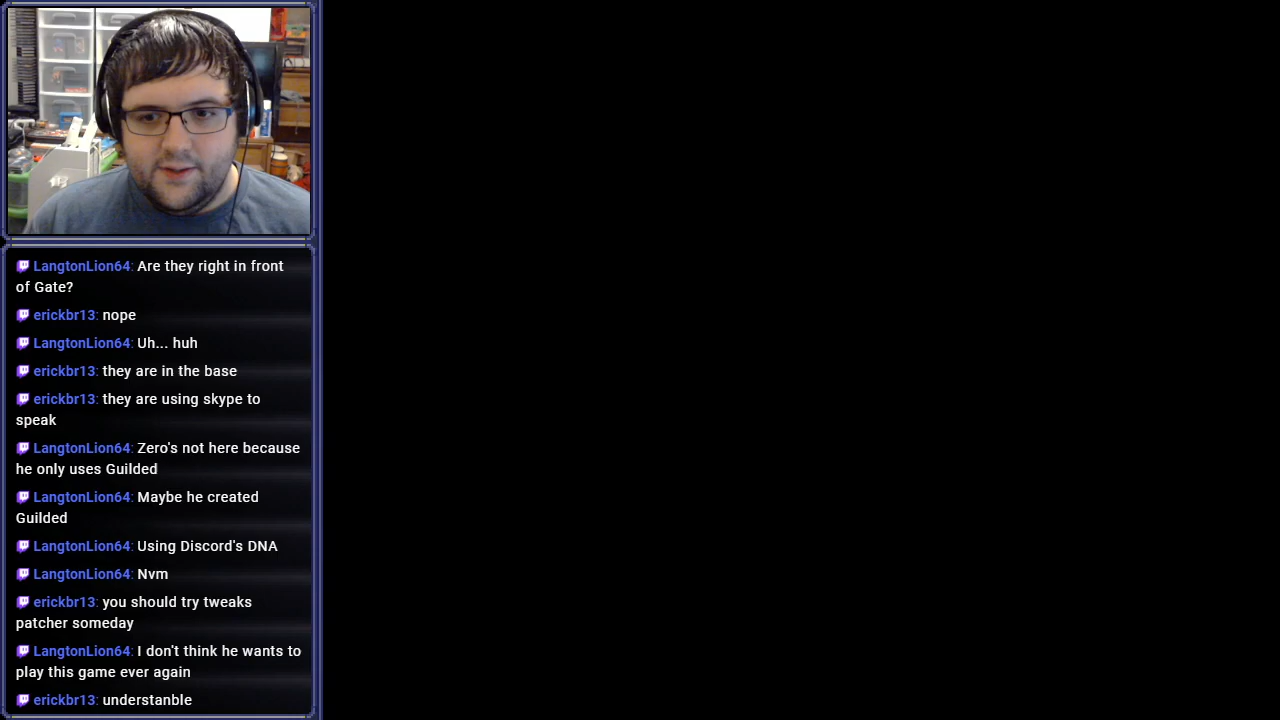 LangtonLion64: Are they right in front
of Gate?
erickbr13: nope
LangtonLion64: Uh... huh
erickbr13: they are in the base
erickbr13: they are using skype to
speak
LangtonLion64: Zero's not here because
he only uses Guilded
LangtonLion64: Maybe he created
Guilded
LangtonLion64: Using Discord's DNA
LangtonLion64: Nvm
erickbr13: you should try tweaks
patcher someday
LangtonLion64: I don't think he wants to
play this game ever again
erickbr13: understanble